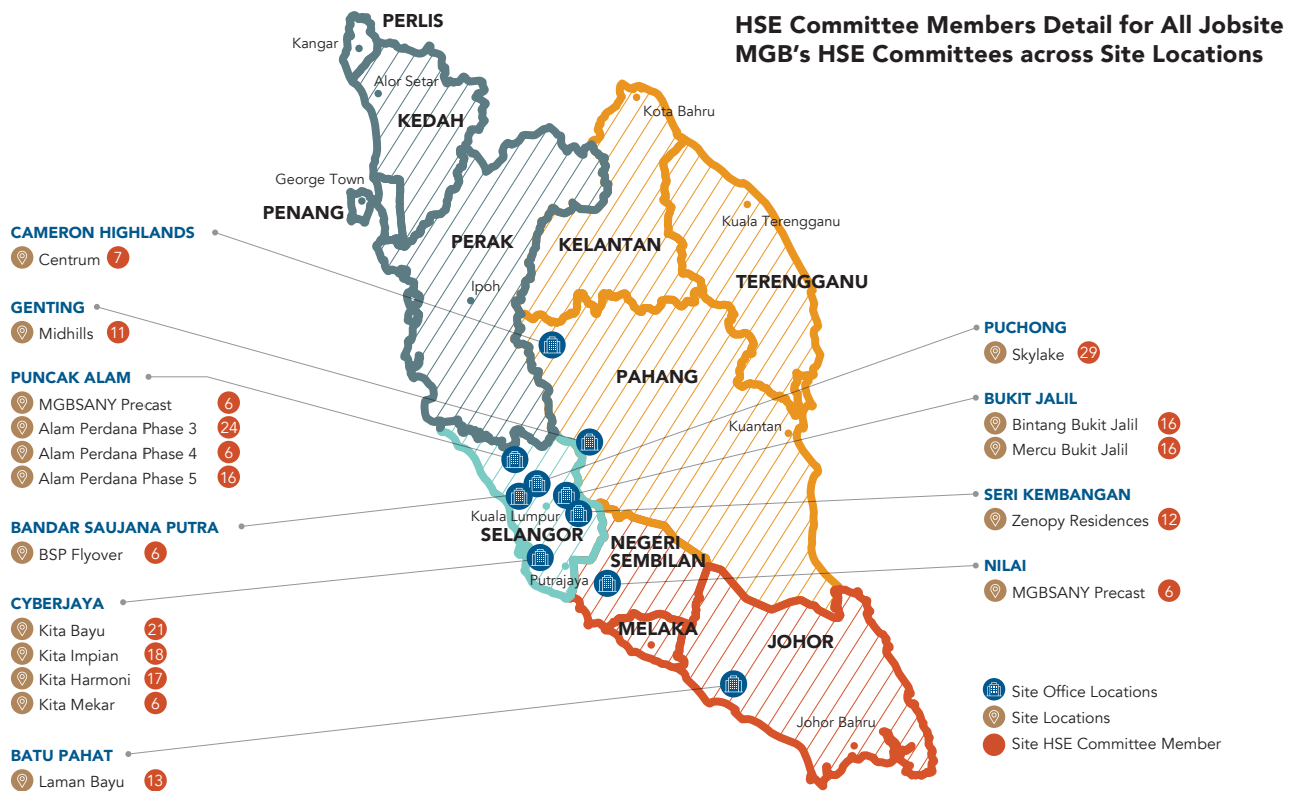 HSE Committee Members Detail for All Jobsite
MGB's HSE Committees across Site Locations
PERLIS
Kangar
Alor Setar
KEDAH
George Town
PENANG
PERAK
Ipoh
Kota Bahru
KELANTAN
Kuala Terengganu
TERENGGANU
PAHANG
Kuantan
Kuala Lumpur
SELANGOR
Putrajaya
NEGERI
SEMBILAN
MELAKA
JOHOR
Johor Bahru
CAMERON HIGHLANDS
Centrum 7
GENTING
Midhills 11
PUNCAK ALAM
MGBSANY Precast 6
Alam Perdana Phase 3 24
Alam Perdana Phase 4 6
Alam Perdana Phase 5 16
BANDAR SAUJANA PUTRA
BSP Flyover 6
CYBERJAYA
Kita Bayu 21
Kita Impian 18
Kita Harmoni 17
Kita Mekar 6
BATU PAHAT
Laman Bayu 13
PUCHONG
Skylake 29
BUKIT JALIL
Bintang Bukit Jalil 16
Mercu Bukit Jalil 16
SERI KEMBANGAN
Zenopy Residences 12
NILAI
MGBSANY Precast 6
Site Office Locations
Site Locations
Site HSE Committee Member